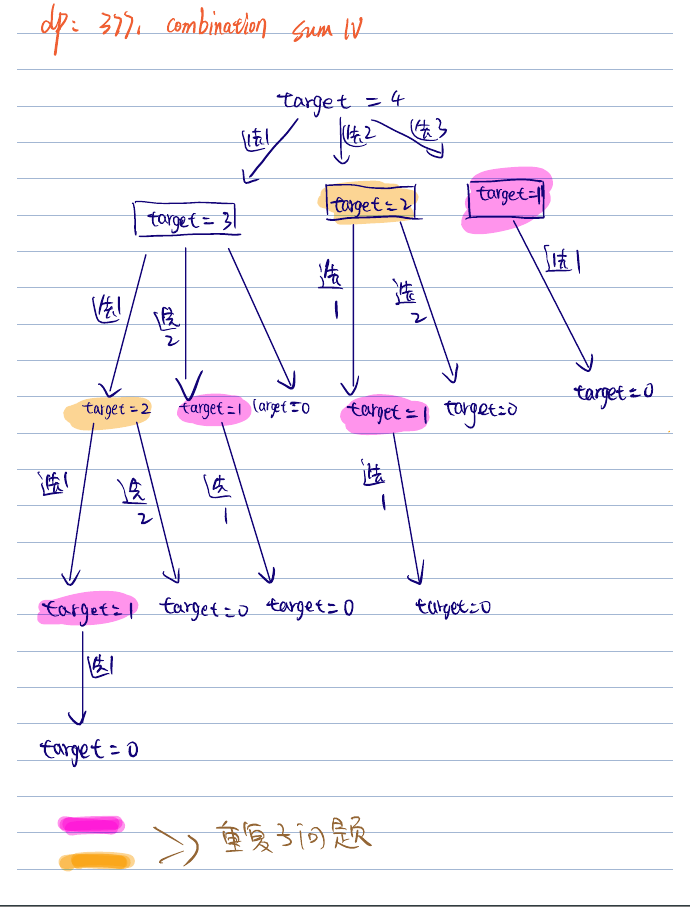 dp: 377. combination sum IV
target = 4
选1 选2 选3
target = 3 target = 2 target=1
选1 选2 选1 选2 选1
target=2 target=1 target=0 target=1 target=0 target=0
选1 选2 选1 选1
target=1 target=0 target=0 target=0
选1
target=0
重复子问题